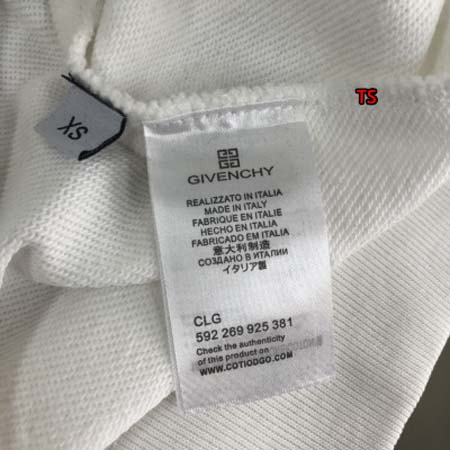 TS
XS
GIVENCHY
REALIZZATO IN ITALIA
MADE IN ITALY
FABRIQUE EN ITALIE
HECHO EN ITALIA
FABRICADO EM ITALIA
意大利制造
СОЗДАНО В ИТАЛИИ
イタリア製
CLG
592 269 925 381
Check the authenticity
of this product on
WWW.COTIODGO.COM